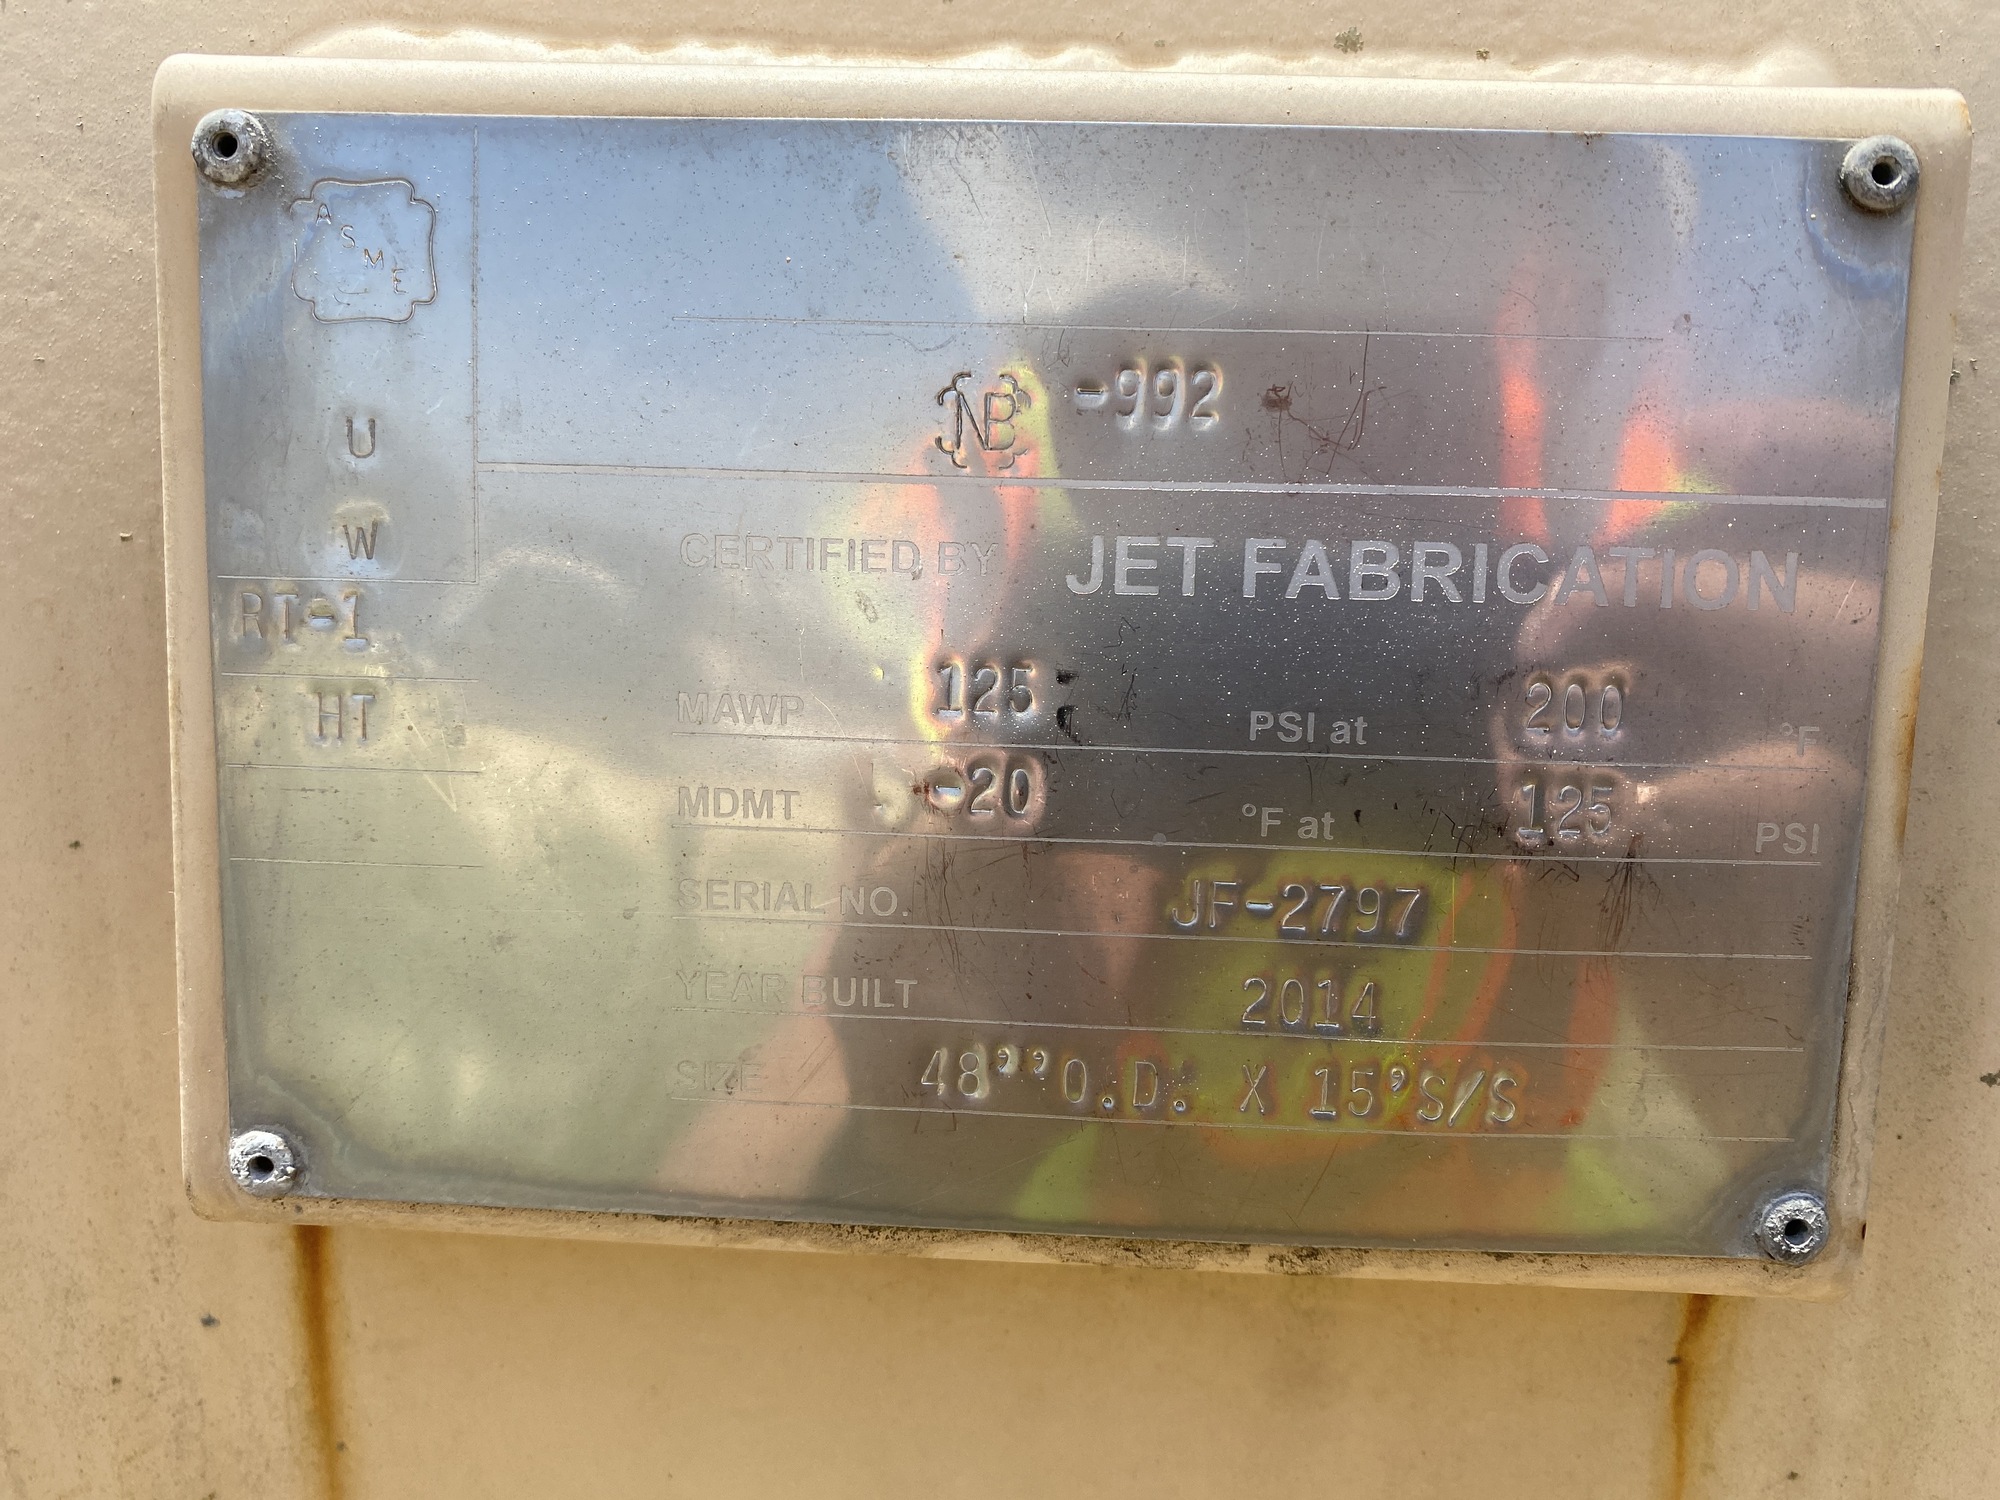 ASME
U
W
RT-1
HT
NB -992
CERTIFIED BY JET FABRICATION
MAWP 125 PSI at 200 °F
MDMT -20 °F at 125 PSI
SERIAL NO. JF-2797
YEAR BUILT 2014
SIZE 48''O.D. X 15'S/S